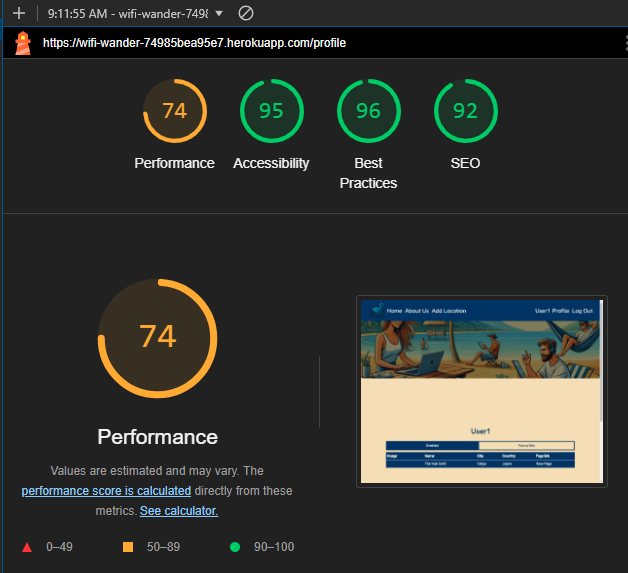 9:11:55 AM - wifi-wander-7498
https://wifi-wander-74985bea95e7.herokuapp.com/profile
74 95 96 92
Performance Accessibility Best Practices SEO
74
Performance
Values are estimated and may vary. The
performance score is calculated directly from these
metrics. See calculator.
0–49 50–89 90–100
Home About Us Add Location User1 Profile Log Out
User1
Created Favourites
Image Name City Country Page link
Tokyo Japan View Page